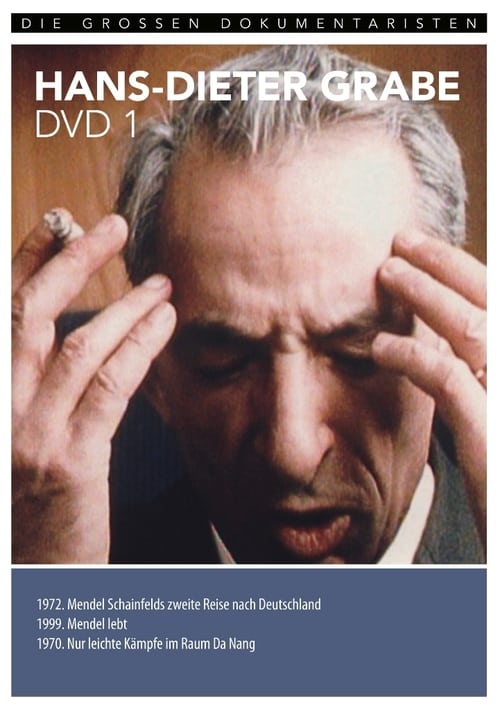 DIE GROSSEN DOKUMENTARISTEN
HANS-DIETER GRABE
DVD 1
1972. Mendel Schainfelds zweite Reise nach Deutschland
1999. Mendel lebt
1970. Nur leichte Kämpfe im Raum Da Nang